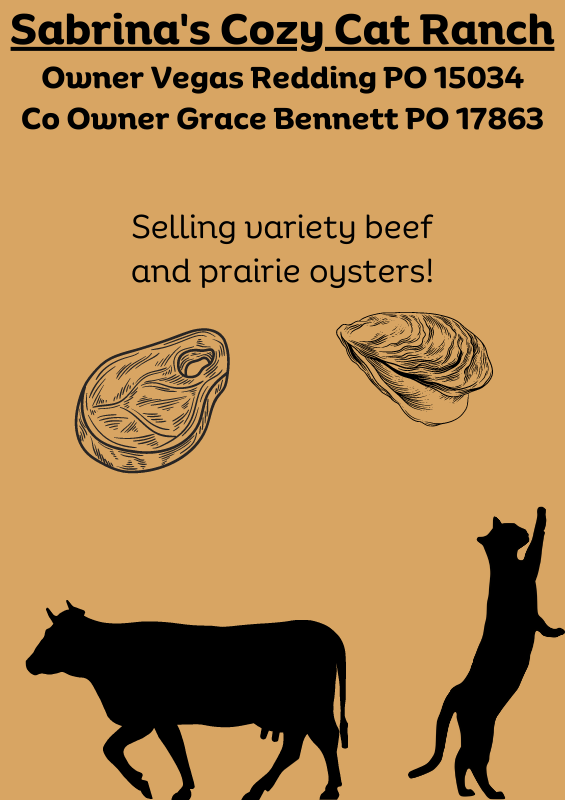 Sabrina's Cozy Cat Ranch
Owner Vegas Redding PO 15034
Co Owner Grace Bennett PO 17863
Selling variety beef
and prairie oysters!